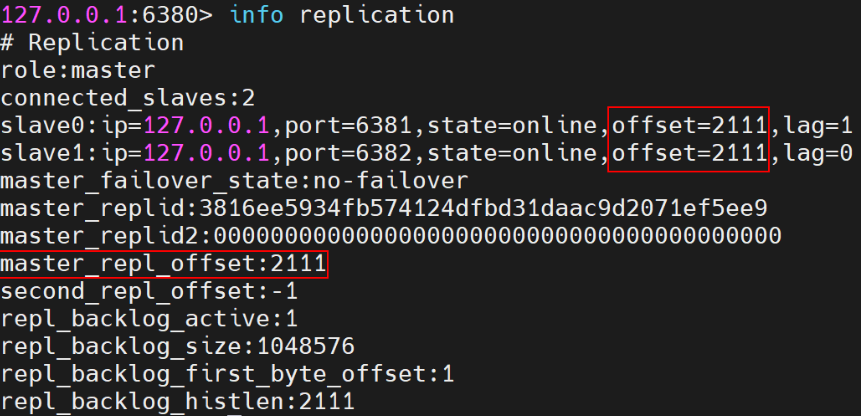 127.0.0.1:6380> info replication
# Replication
role:master
connected_slaves:2
slave0:ip=127.0.0.1,port=6381,state=online,offset=2111,lag=1
slave1:ip=127.0.0.1,port=6382,state=online,offset=2111,lag=0
master_failover_state:no-failover
master_replid:3816ee5934fb574124dfbd31daac9d2071ef5ee9
master_replid2:0000000000000000000000000000000000000000
master_repl_offset:2111
second_repl_offset:-1
repl_backlog_active:1
repl_backlog_size:1048576
repl_backlog_first_byte_offset:1
repl_backlog_histlen:2111